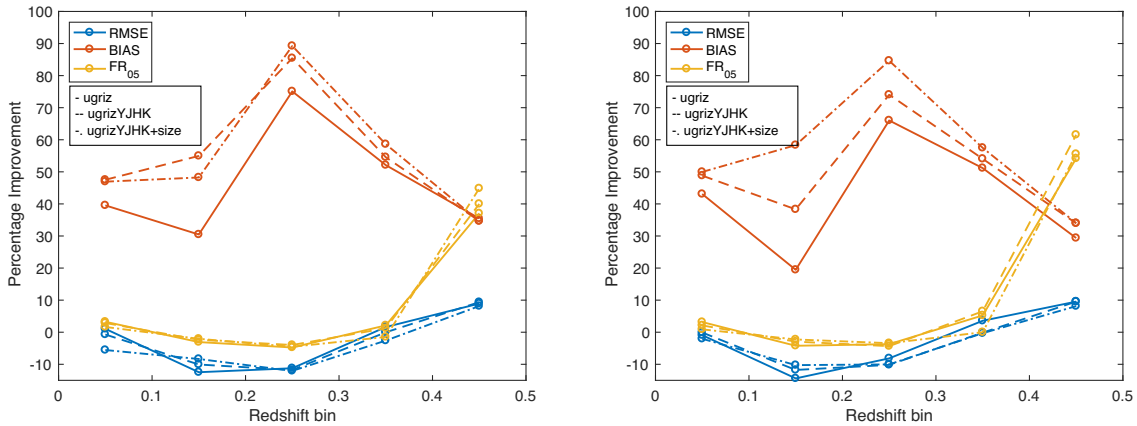 100
90
80
70
60
50
40
30
20
10
0
-10
Percentage Improvement
RMSE
BIAS
FR05
- ugriz
-- ugrizYJHK
-. ugrizYJHK+size
0
0.1
0.2
0.3
0.4
0.5
Redshift bin
100
90
80
70
60
50
40
30
20
10
0
-10
Percentage Improvement
RMSE
BIAS
FR05
- ugriz
-- ugrizYJHK
-. ugrizYJHK+size
0
0.1
0.2
0.3
0.4
0.5
Redshift bin